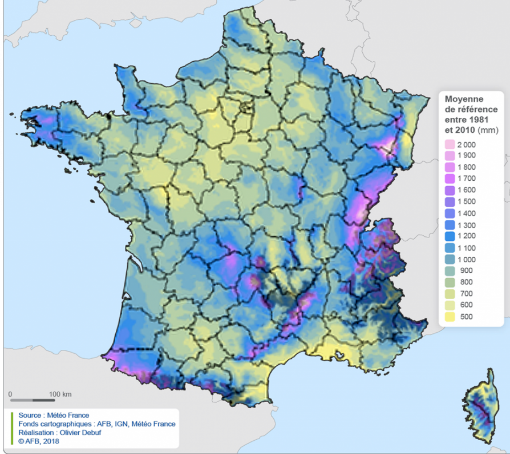 Moyenne
de référence
entre 1981
et 2010 (mm)
2 000
1 900
1 800
1 700
1 600
1 500
1 400
1 300
1 200
1 100
1 000
900
800
700
600
500
0 100 km
Source : Météo France
Fonds cartographiques : AFB, IGN, Météo France
Réalisation : Olivier Debuf
© AFB, 2018